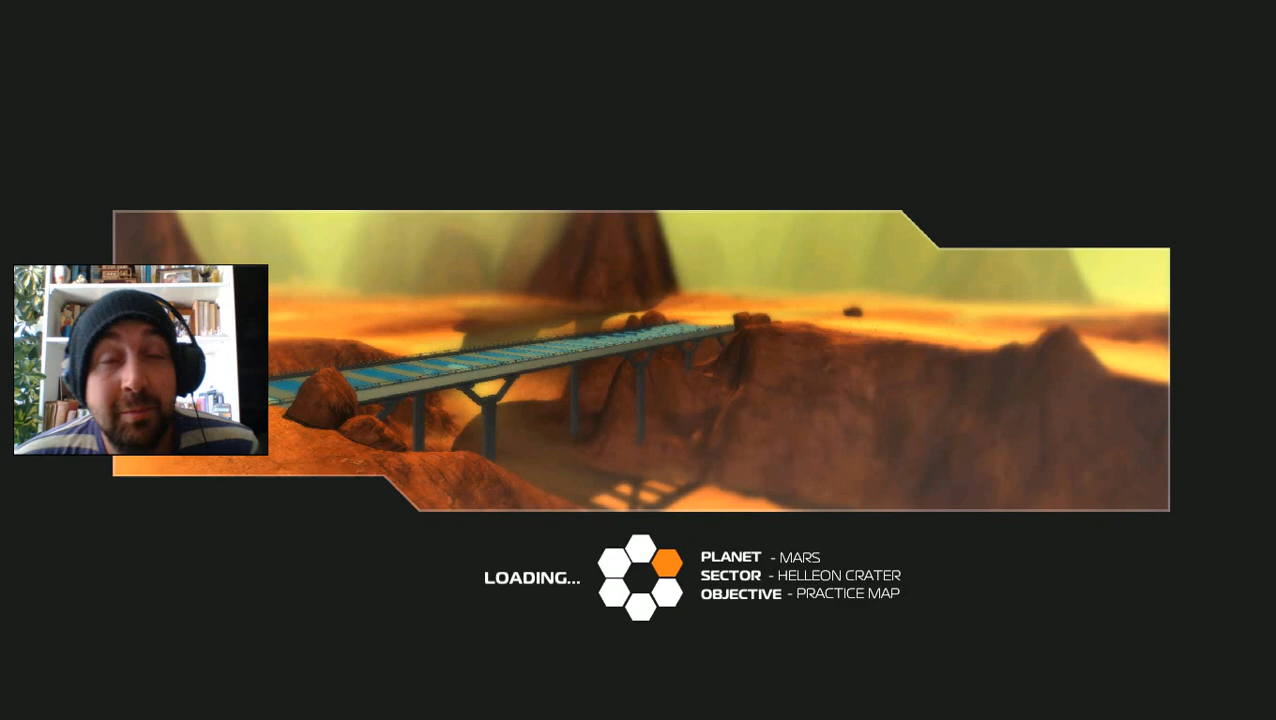 LOADING...
PLANET - MARS
SECTOR - HELLEON CRATER
OBJECTIVE - PRACTICE MAP